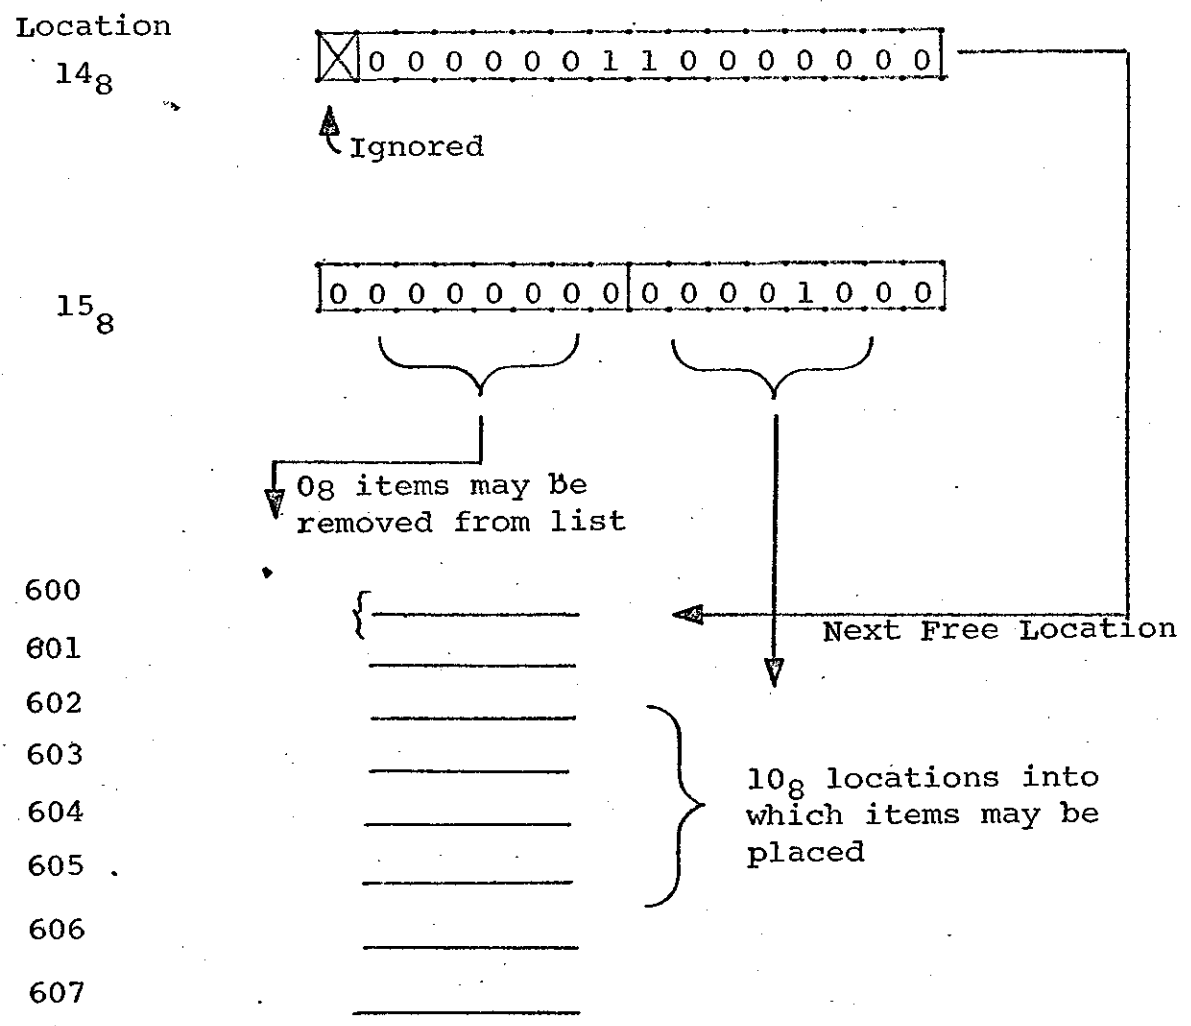 Location
14₈
0 0 0 0 0 0 1 1 0 0 0 0 0 0 0
Ignored
15₈
0 0 0 0 0 0 0 0 0 0 0 0 1 0 0 0
0₈ items may be
removed from list
600
Next Free Location
601
602
603
10₈ locations into
604
which items may be
placed
605
606
607